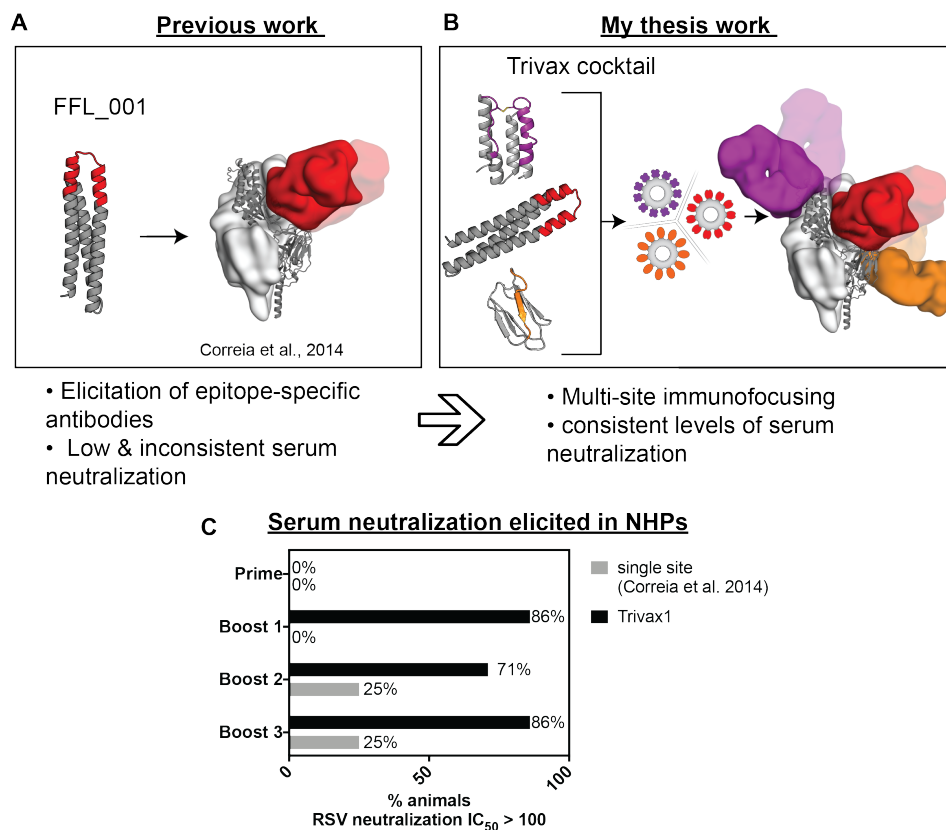 A
Previous work
FFL_001
Correia et al., 2014
• Elicitation of epitope-specific
antibodies
• Low & inconsistent serum
neutralization
B
My thesis work
Trivax cocktail
• Multi-site immunofocusing
• consistent levels of serum
neutralization
C
Serum neutralization elicited in NHPs
Prime
0%
0%
Boost 1
86%
0%
Boost 2
71%
25%
Boost 3
86%
25%
0
50
100
% animals
RSV neutralization IC50 > 100
single site
(Correia et al. 2014)
Trivax1